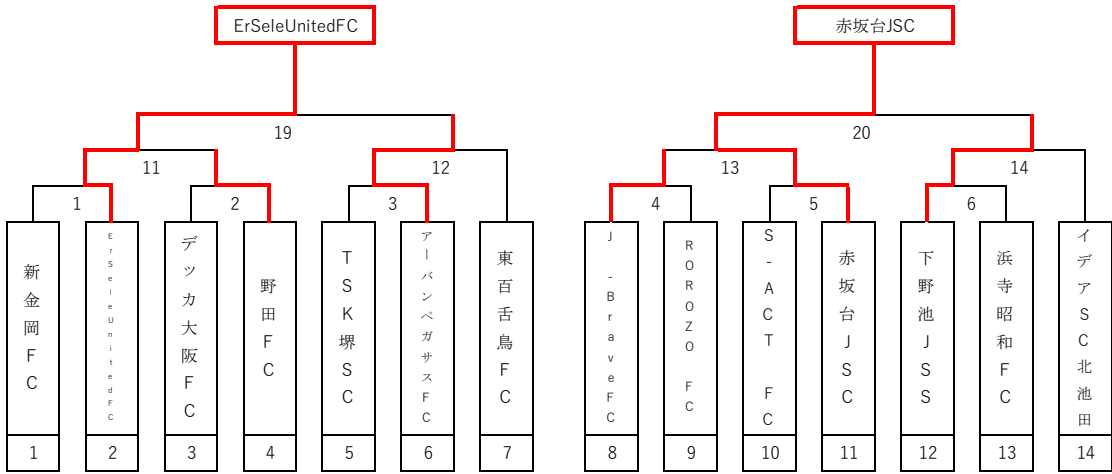 ErSeleUnitedFC
赤坂台JSC
19
20
11
12
13
14
1
2
3
4
5
6
新金岡FC
ErSeleUnitedFC
デッカ大阪FC
野田FC
TSK堺SC
アーバンペガサスFC
東百舌鳥FC
J-BraveFC
ROROZO FC
S-ACT FC
赤坂台JSC
下野池JSS
浜寺昭和FC
イデアSC北池田
1
2
3
4
5
6
7
8
9
10
11
12
13
14